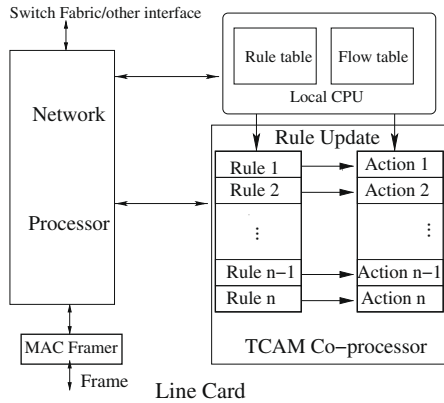 Switch Fabric/other interface
Network
Processor
MAC Framer
Frame
Rule table
Flow table
Local CPU
Rule Update
Rule 1
Action 1
Rule 2
Action 2
...
...
Rule n−1
Action n−1
Rule n
Action n
TCAM Co−processor
Line Card